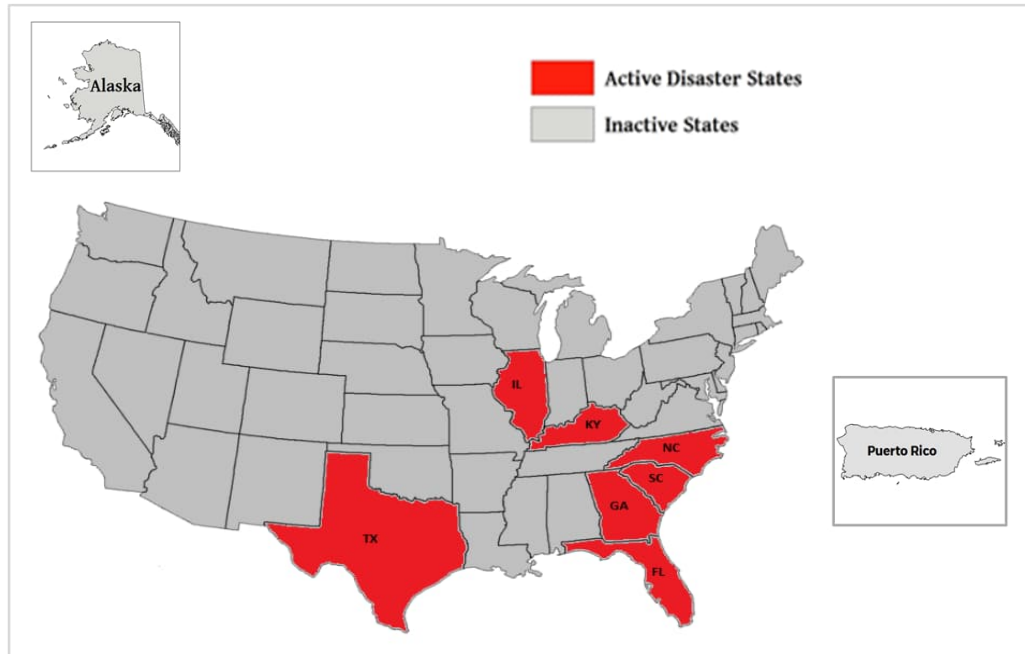 Alaska
Active Disaster States
Inactive States
IL
KY
NC
SC
GA
TX
FL
Puerto Rico